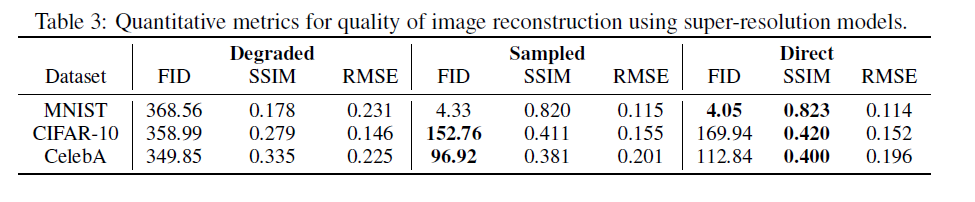 Table 3: Quantitative metrics for quality of image reconstruction using super-resolution models.
Degraded Sampled Direct
Dataset FID SSIM RMSE FID SSIM RMSE FID SSIM RMSE
MNIST 368.56 0.178 0.231 4.33 0.820 0.115 4.05 0.823 0.114
CIFAR-10 358.99 0.279 0.146 152.76 0.411 0.155 169.94 0.420 0.152
CelebA 349.85 0.335 0.225 96.92 0.381 0.201 112.84 0.400 0.196